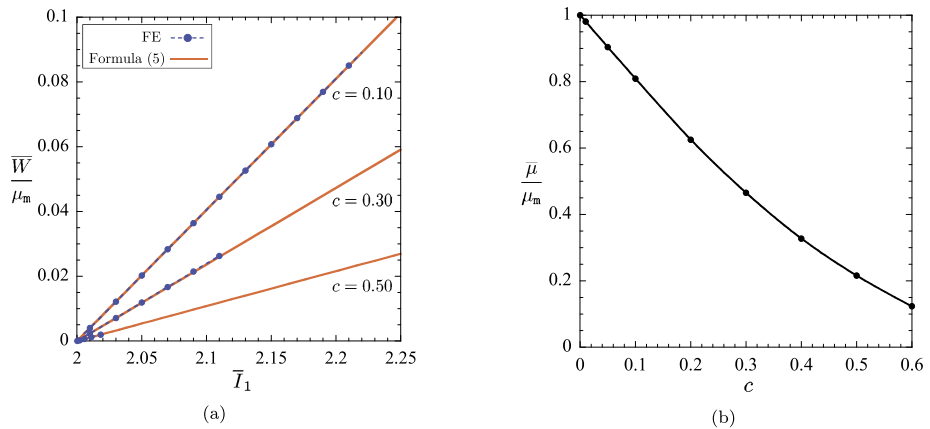 0.1
0.08
0.06
0.04
0.02
0
W̅
μₘ
FE
Formula (5)
c = 0.10
c = 0.30
c = 0.50
2 2.05 2.1 2.15 2.2 2.25
I̅₁
(a)
1
0.8
0.6
0.4
0.2
0
μ̅
μₘ
0 0.1 0.2 0.3 0.4 0.5 0.6
c
(b)